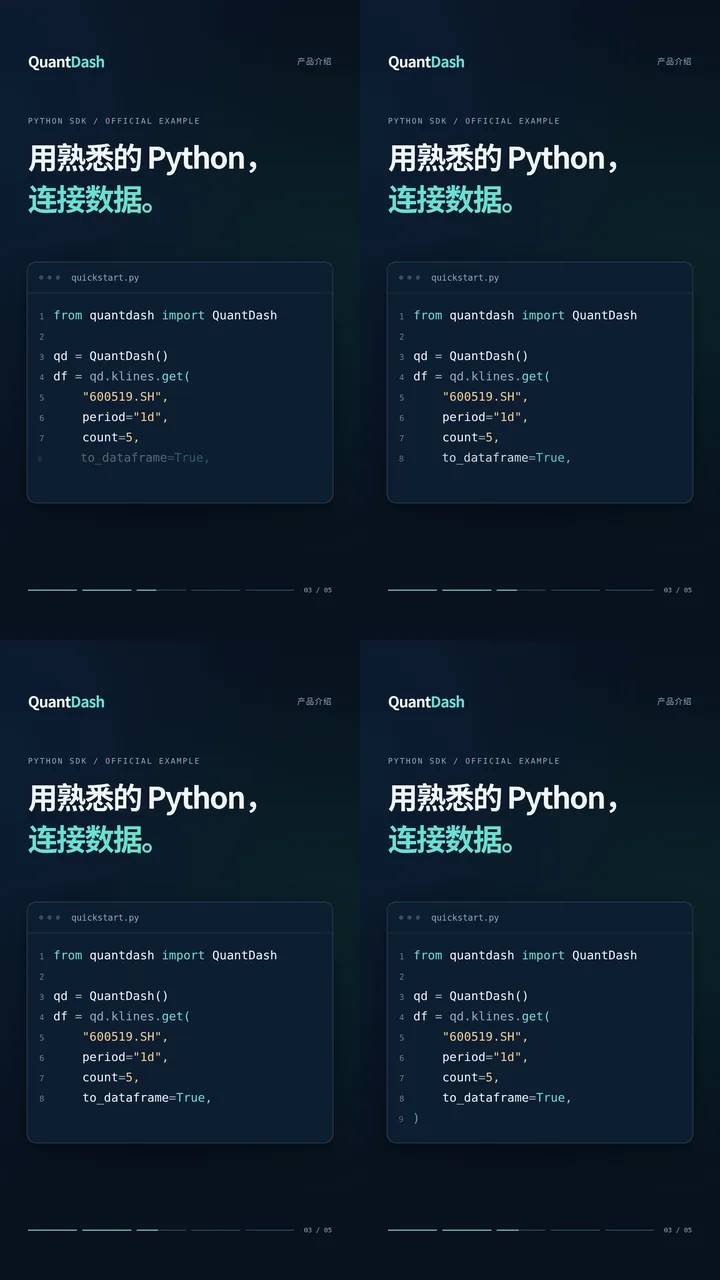 QuantDash
产品介绍
PYTHON SDK / OFFICIAL EXAMPLE
用熟悉的 Python，
连接数据。
quickstart.py
1 from quantdash import QuantDash
2
3 qd = QuantDash()
4 df = qd.klines.get(
5 "600519.SH",
6 period="1d",
7 count=5,
8 to_dataframe=True,
03 / 05
QuantDash
产品介绍
PYTHON SDK / OFFICIAL EXAMPLE
用熟悉的 Python，
连接数据。
quickstart.py
1 from quantdash import QuantDash
2
3 qd = QuantDash()
4 df = qd.klines.get(
5 "600519.SH",
6 period="1d",
7 count=5,
8 to_dataframe=True,
03 / 05
QuantDash
产品介绍
PYTHON SDK / OFFICIAL EXAMPLE
用熟悉的 Python，
连接数据。
quickstart.py
1 from quantdash import QuantDash
2
3 qd = QuantDash()
4 df = qd.klines.get(
5 "600519.SH",
6 period="1d",
7 count=5,
8 to_dataframe=True,
03 / 05
QuantDash
产品介绍
PYTHON SDK / OFFICIAL EXAMPLE
用熟悉的 Python，
连接数据。
quickstart.py
1 from quantdash import QuantDash
2
3 qd = QuantDash()
4 df = qd.klines.get(
5 "600519.SH",
6 period="1d",
7 count=5,
8 to_dataframe=True,
9 )
03 / 05